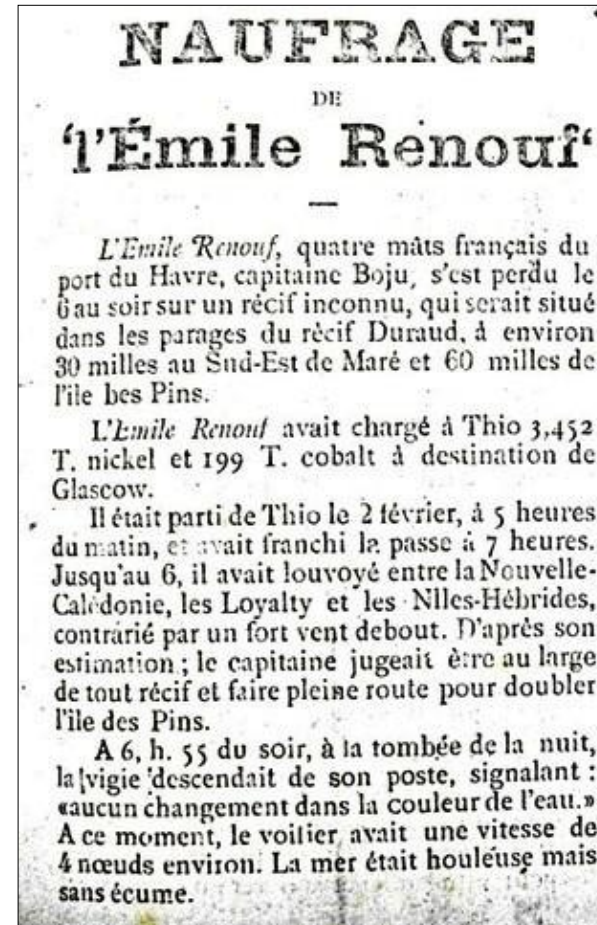 NAUFRAGE
DE
‘l’Émile Renouf‘
L’Emile Renouf, quatre mâts français du
port du Havre, capitaine Boju, s’est perdu le
6 au soir sur un récif inconnu, qui serait situé
dans les parages du récif Duraud, à environ
30 milles au Sud-Est de Maré et 60 milles de
l’île bes Pins.
L’Emile Renouf avait chargé à Thio 3,452
T. nickel et 199 T. cobalt à destination de
Glascow.
Il était parti de Thio le 2 février, à 5 heures
du matin, et avait franchi la passe à 7 heures.
Jusqu’au 6, il avait louvoyé entre la Nouvelle-
Calédonie, les Loyalty et les Nlles-Hébrides,
contrarié par un fort vent debout. D’après son
estimation ; le capitaine jugeait être au large
de tout récif et faire pleine route pour doubler
l’île des Pins.
A 6, h. 55 du soir, à la tombée de la nuit,
la vigie descendait de son poste, signalant :
«aucun changement dans la couleur de l’eau.»
A ce moment, le voilier avait une vitesse de
4 nœuds environ. La mer était houleuse mais
sans écume.